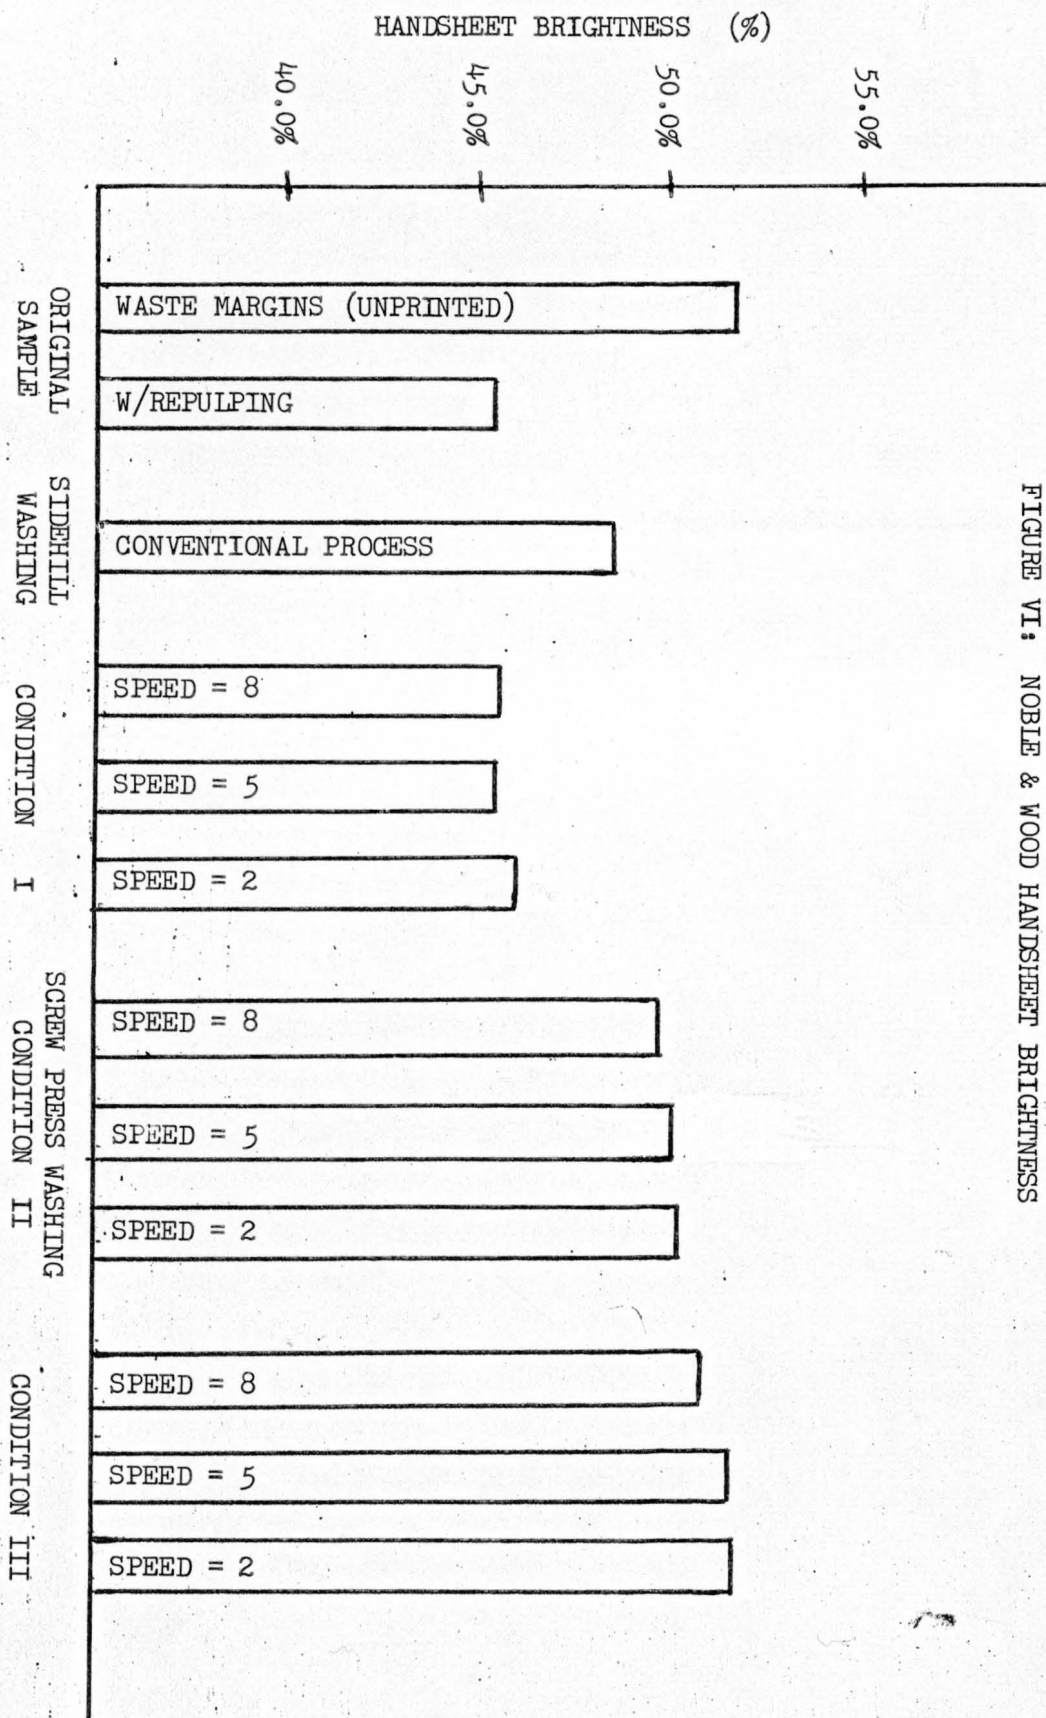 HANDSHEET BRIGHTNESS (%)
40.0%
45.0%
50.0%
55.0%
WASTE MARGINS (UNPRINTED)
W/REPULPING
ORIGINAL
SAMPLE
CONVENTIONAL PROCESS
SIDEHILL
WASHING
SPEED = 8
SPEED = 5
SPEED = 2
CONDITION I
SPEED = 8
SPEED = 5
SPEED = 2
SCREW PRESS WASHING
CONDITION II
SPEED = 8
SPEED = 5
SPEED = 2
CONDITION III
FIGURE VI: NOBLE & WOOD HANDSHEET BRIGHTNESS